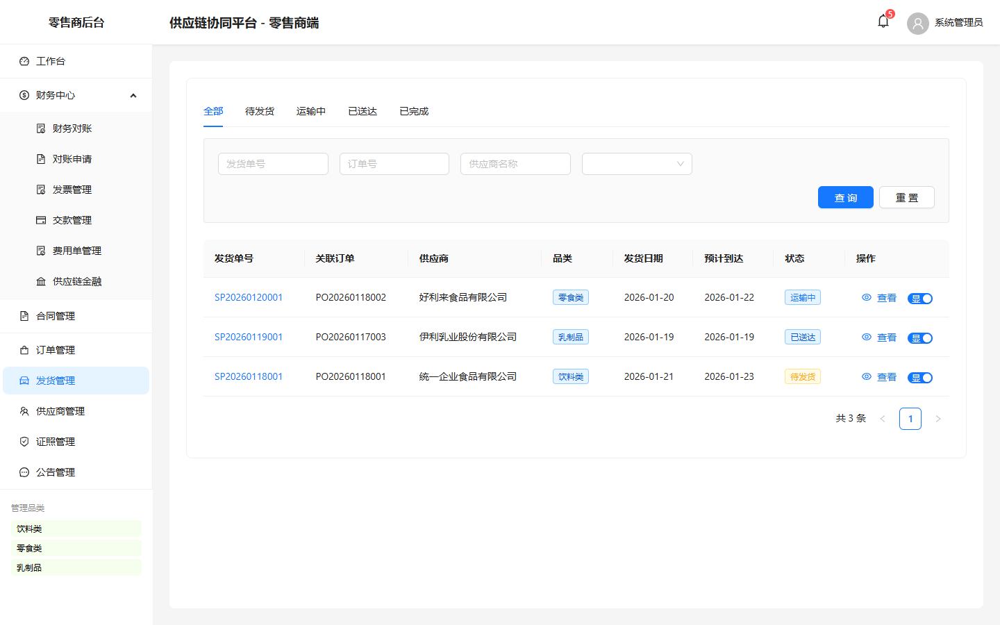 零售商后台
供应链协同平台 - 零售商端
5
系统管理员
工作台
财务中心
财务对账
对账申请
发票管理
交款管理
费用单管理
供应链金融
合同管理
订单管理
发货管理
供应商管理
证照管理
公告管理
管理品类
饮料类
零食类
乳制品
全部 待发货 运输中 已送达 已完成
发货单号 订单号 供应商名称
查 询 重 置
发货单号 关联订单 供应商 品类 发货日期 预计到达 状态 操作
SP20260120001 PO20260118002 好利来食品有限公司 零食类 2026-01-20 2026-01-22 运输中 查看 显
SP20260119001 PO20260117003 伊利乳业股份有限公司 乳制品 2026-01-19 2026-01-19 已送达 查看 显
SP20260118001 PO20260118001 统一企业食品有限公司 饮料类 2026-01-21 2026-01-23 待发货 查看 显
共 3 条 1